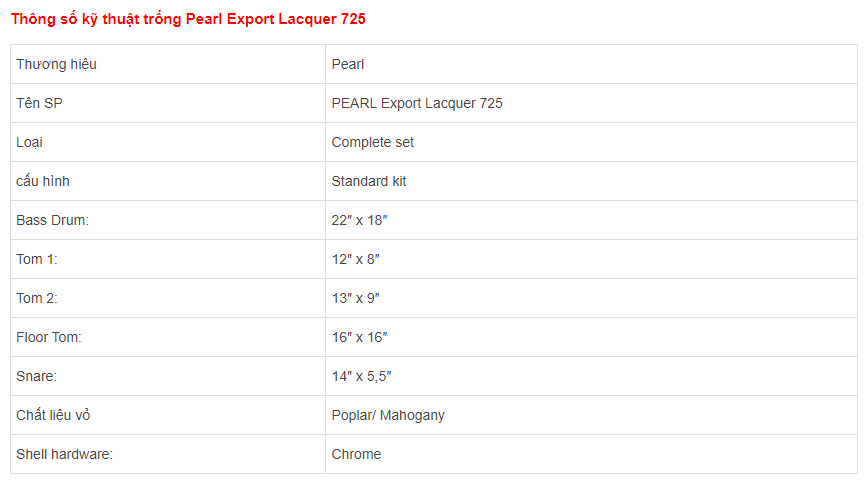 Thông số kỹ thuật trống Pearl Export Lacquer 725
Thương hiệu Pearl
Tên SP PEARL Export Lacquer 725
Loại Complete set
cấu hình Standard kit
Bass Drum: 22″ x 18″
Tom 1: 12″ x 8″
Tom 2: 13″ x 9″
Floor Tom: 16″ x 16″
Snare: 14″ x 5,5″
Chất liệu vỏ Poplar/ Mahogany
Shell hardware: Chrome